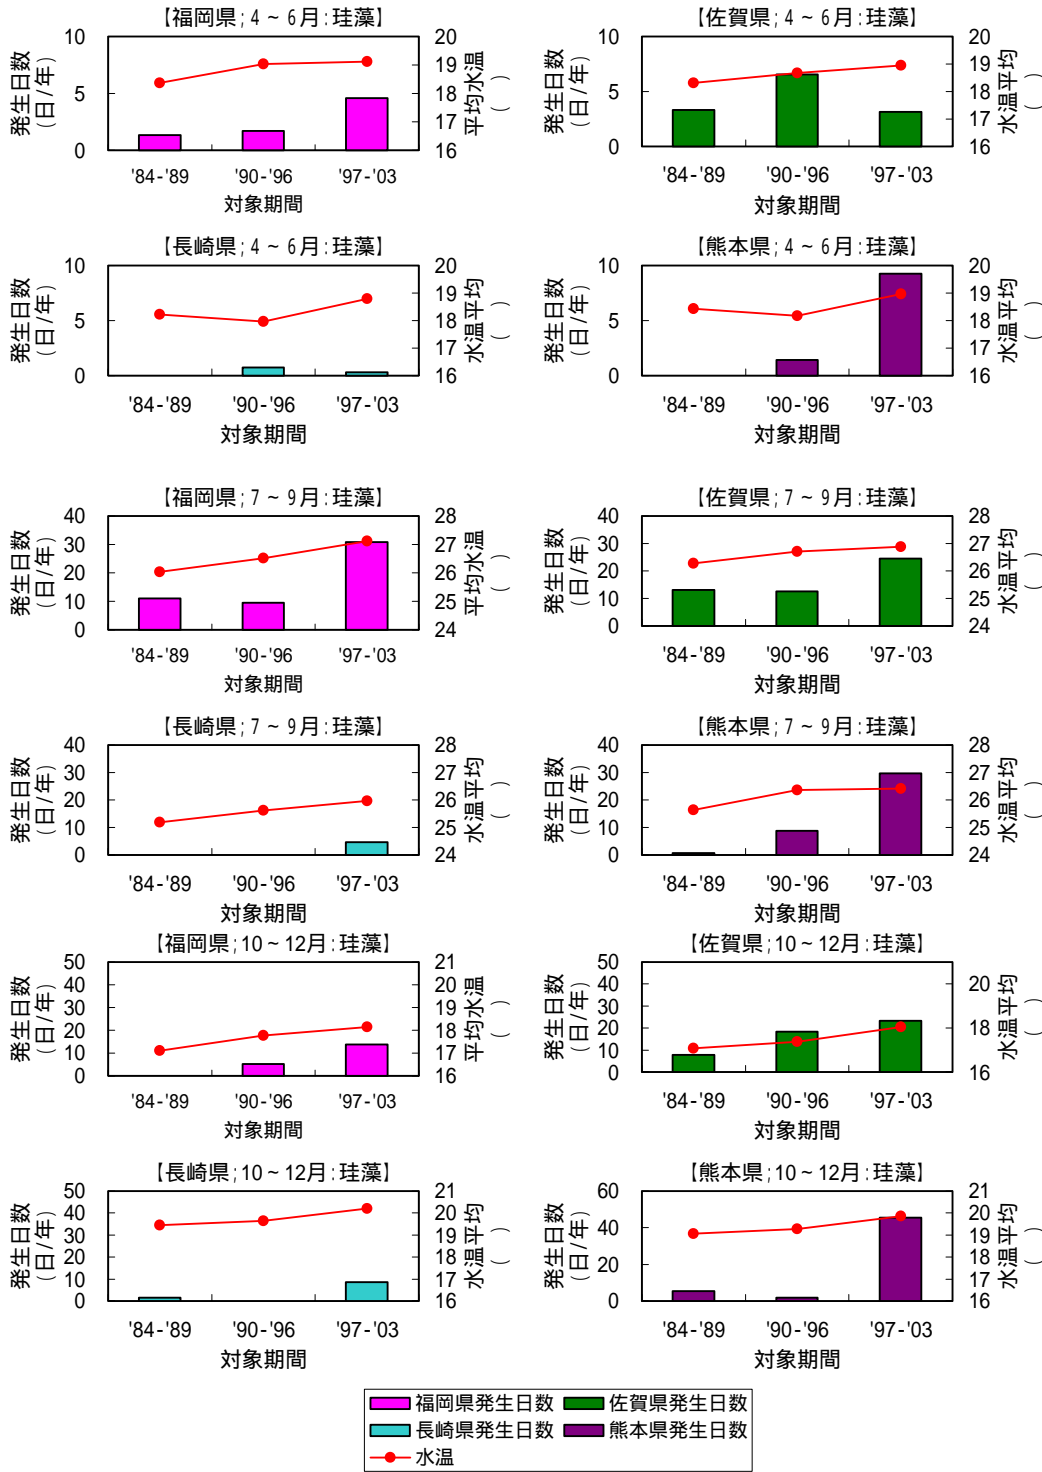 【福岡県;4~6月:珪藻】
発生日数
(日/年)
10
5
0
20
19
18
17
16
平均水温
( )
'84-'89 '90-'96 '97-'03
対象期間
【佐賀県;4~6月:珪藻】
発生日数
(日/年)
10
5
0
20
19
18
17
16
水温平均
( )
'84-'89 '90-'96 '97-'03
対象期間
【長崎県;4~6月:珪藻】
発生日数
(日/年)
10
5
0
20
19
18
17
16
水温平均
( )
'84-'89 '90-'96 '97-'03
対象期間
【熊本県;4~6月:珪藻】
発生日数
(日/年)
10
5
0
20
19
18
17
16
水温平均
( )
'84-'89 '90-'96 '97-'03
対象期間
【福岡県;7~9月:珪藻】
発生日数
(日/年)
40
30
20
10
0
28
27
26
25
24
平均水温
( )
'84-'89 '90-'96 '97-'03
対象期間
【佐賀県;7~9月:珪藻】
発生日数
(日/年)
40
30
20
10
0
28
27
26
25
24
水温平均
( )
'84-'89 '90-'96 '97-'03
対象期間
【長崎県;7~9月:珪藻】
発生日数
(日/年)
40
30
20
10
0
28
27
26
25
24
水温平均
( )
'84-'89 '90-'96 '97-'03
対象期間
【熊本県;7~9月:珪藻】
発生日数
(日/年)
40
30
20
10
0
28
27
26
25
24
水温平均
( )
'84-'89 '90-'96 '97-'03
対象期間
【福岡県;10~12月:珪藻】
発生日数
(日/年)
50
40
30
20
10
0
21
20
19
18
17
16
平均水温
( )
'84-'89 '90-'96 '97-'03
対象期間
【佐賀県;10~12月:珪藻】
発生日数
(日/年)
50
40
30
20
10
0
20
18
16
水温平均
( )
'84-'89 '90-'96 '97-'03
対象期間
【長崎県;10~12月:珪藻】
発生日数
(日/年)
50
40
30
20
10
0
21
20
19
18
17
16
水温平均
( )
'84-'89 '90-'96 '97-'03
対象期間
【熊本県;10~12月:珪藻】
発生日数
(日/年)
60
40
20
0
21
20
19
18
17
16
水温平均
( )
'84-'89 '90-'96 '97-'03
対象期間
福岡県発生日数 佐賀県発生日数
長崎県発生日数 熊本県発生日数
水温